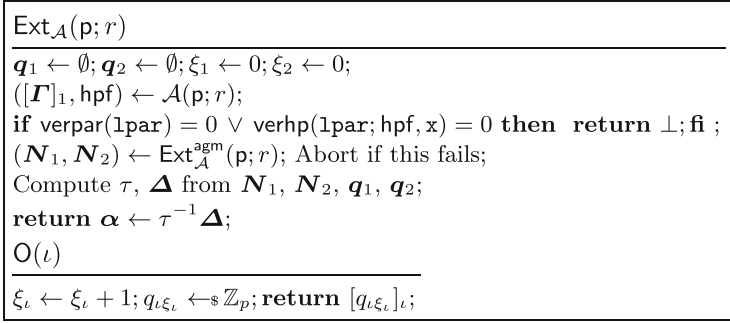 Ext_𝒜(p; r)
𝒒₁ ← ∅; 𝒒₂ ← ∅; ξ₁ ← 0; ξ₂ ← 0;
([𝜞]₁, hpf) ← 𝒜(p; r);
if verpar(lpar) = 0 ∨ verhp(lpar; hpf, x) = 0 then return ⊥; fi ;
(𝑵₁, 𝑵₂) ← Ext^agm_𝒜(p; r); Abort if this fails;
Compute τ, 𝜟 from 𝑵₁, 𝑵₂, 𝒒₁, 𝒒₂;
return 𝜶 ← τ⁻¹𝜟;
O(ι)
ξ_ι ← ξ_ι + 1; q_{ιξ_ι} ←$ ℤ_p; return [q_{ιξ_ι}]_ι;